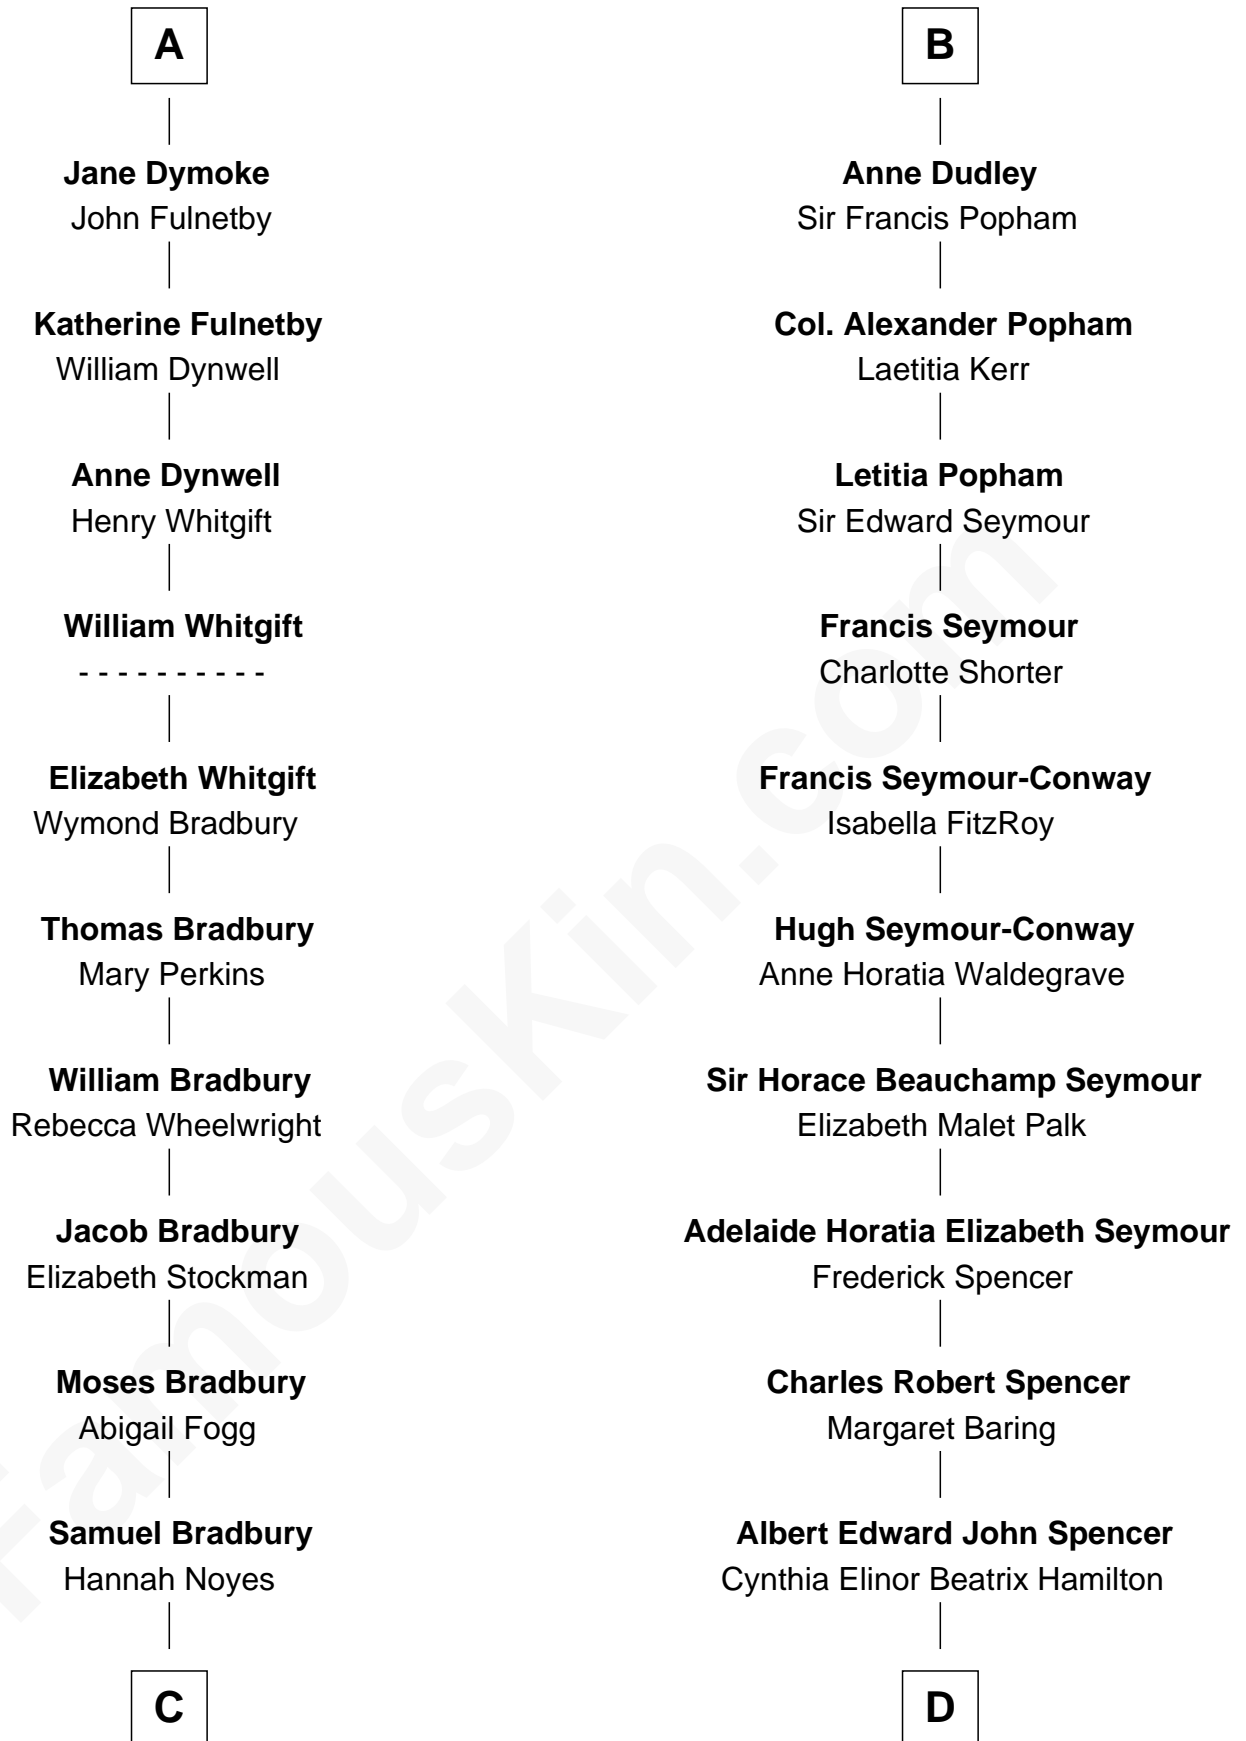 A
Jane Dymoke
John Fulnetby
Katherine Fulnetby
William Dynwell
Anne Dynwell
Henry Whitgift
William Whitgift
- - - - - - - - - -
Elizabeth Whitgift
Wymond Bradbury
Thomas Bradbury
Mary Perkins
William Bradbury
Rebecca Wheelwright
Jacob Bradbury
Elizabeth Stockman
Moses Bradbury
Abigail Fogg
Samuel Bradbury
Hannah Noyes
C
B
Anne Dudley
Sir Francis Popham
Col. Alexander Popham
Laetitia Kerr
Letitia Popham
Sir Edward Seymour
Francis Seymour
Charlotte Shorter
Francis Seymour-Conway
Isabella FitzRoy
Hugh Seymour-Conway
Anne Horatia Waldegrave
Sir Horace Beauchamp Seymour
Elizabeth Malet Palk
Adelaide Horatia Elizabeth Seymour
Frederick Spencer
Charles Robert Spencer
Margaret Baring
Albert Edward John Spencer
Cynthia Elinor Beatrix Hamilton
D
FamousKin.com